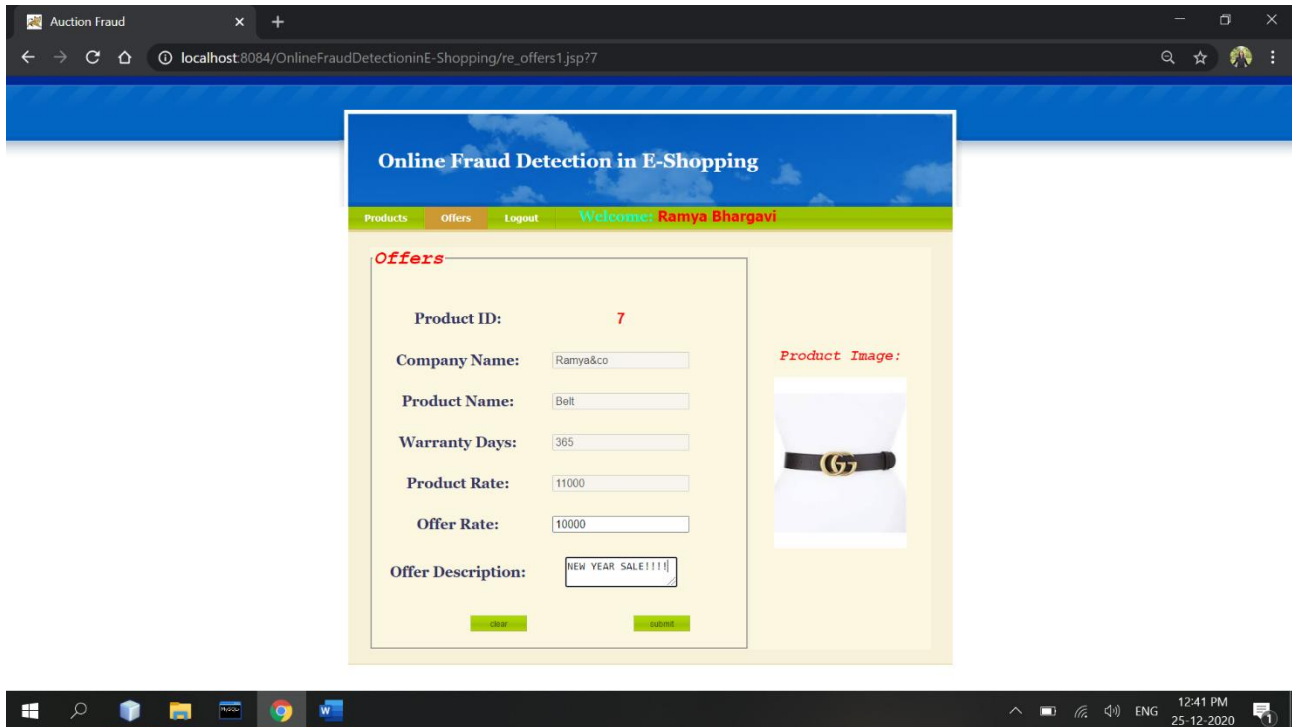 Auction Fraud
localhost:8084/OnlineFraudDetectioninE-Shopping/re_offers1.jsp?7
Online Fraud Detection in E-Shopping
Products Offers Logout Welcome: Ramya Bhargavi
Offers
Product ID: 7
Company Name: Ramya&co
Product Name: Belt
Warranty Days: 365
Product Rate: 11000
Offer Rate: 10000
Offer Description: NEW YEAR SALE!!!!
clear submit
Product Image:
ENG
12:41 PM
25-12-2020
1